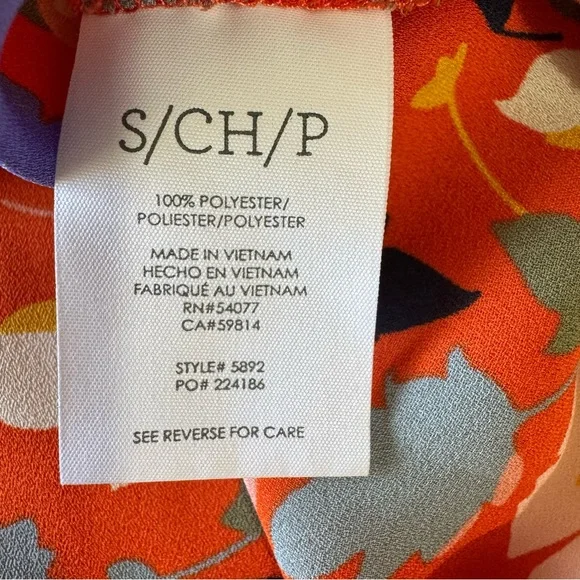 S/CH/P
100% POLYESTER/
POLIESTER/POLYESTER
MADE IN VIETNAM
HECHO EN VIETNAM
FABRIQUÉ AU VIETNAM
RN#54077
CA#59814
STYLE# 5892
PO# 224186
SEE REVERSE FOR CARE